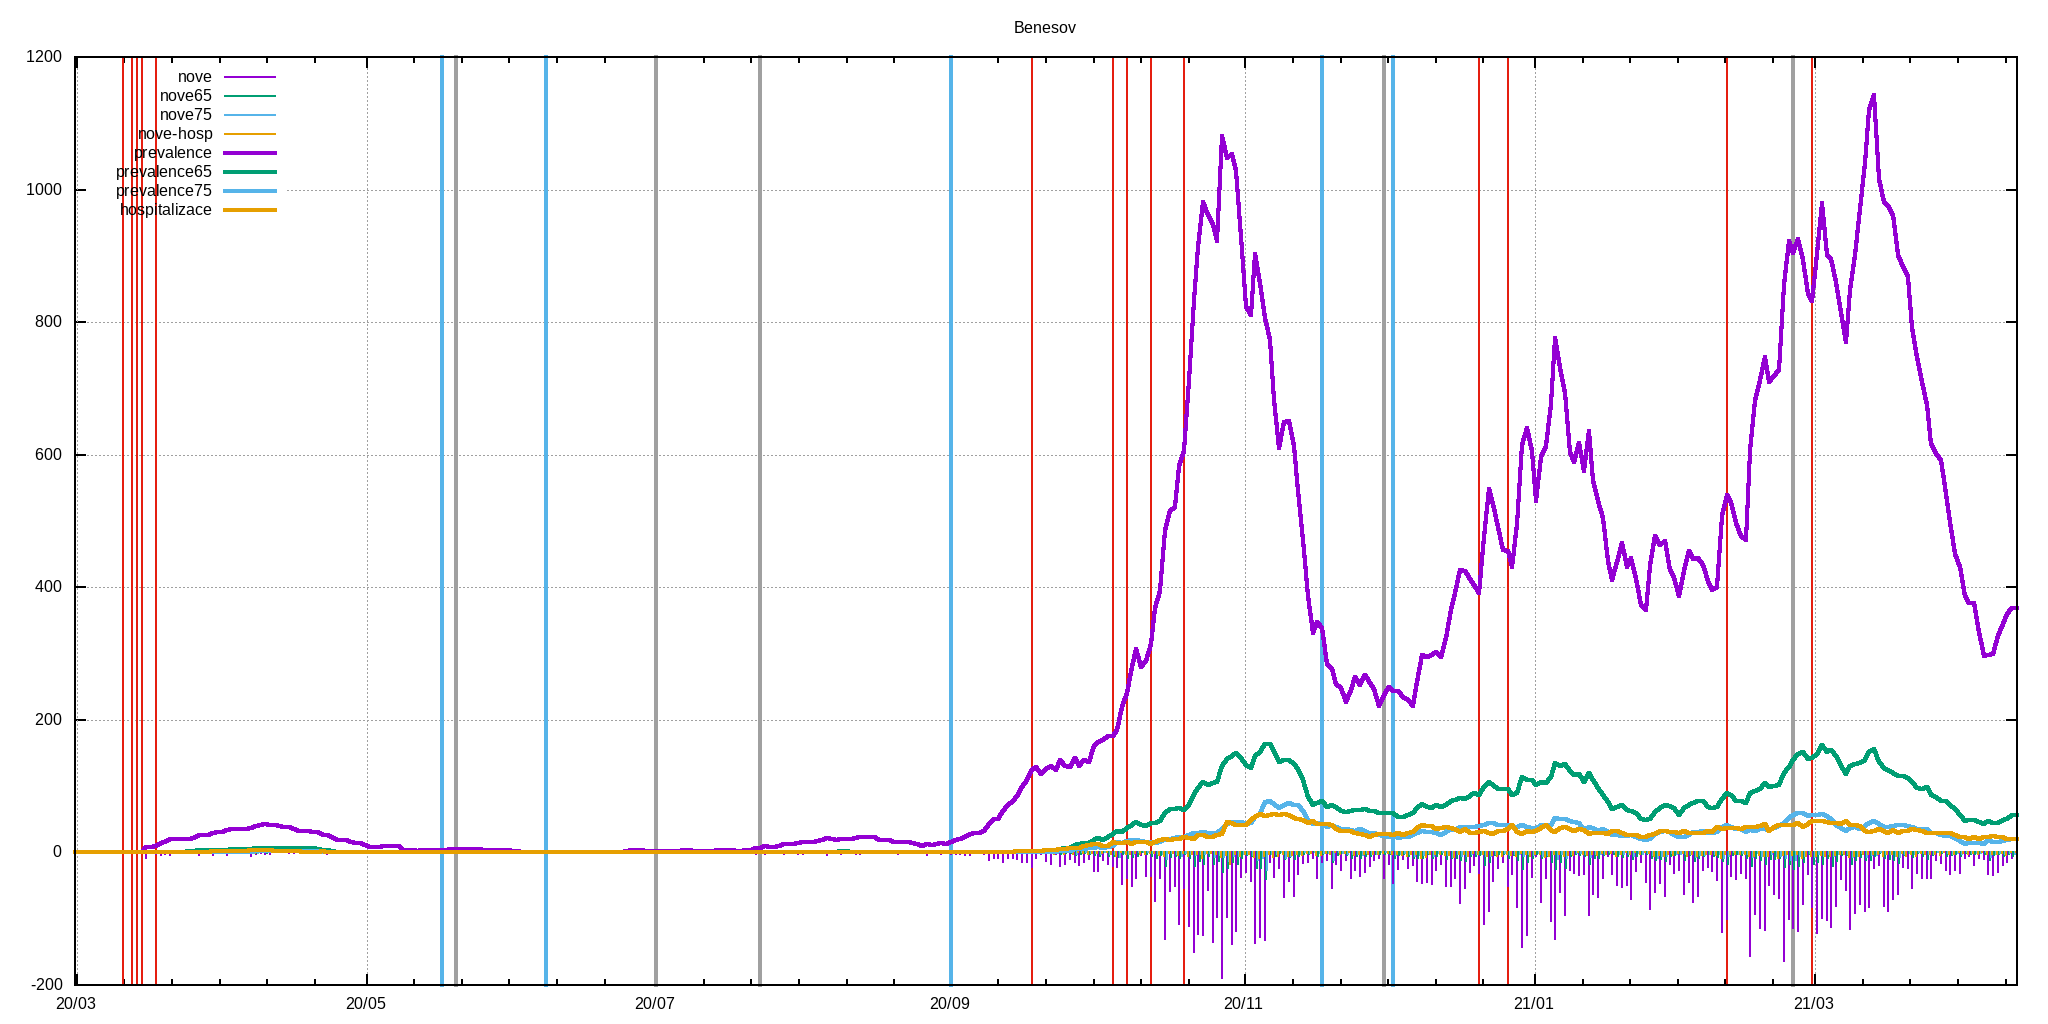 Benesov
1200
nove
nove65
nove75
nove-hosp
prevalence
prevalence65
prevalence75
hospitalizace
1000
800
600
400
200
0
-200
20/03 20/05 20/07 20/09 20/11 21/01 21/03